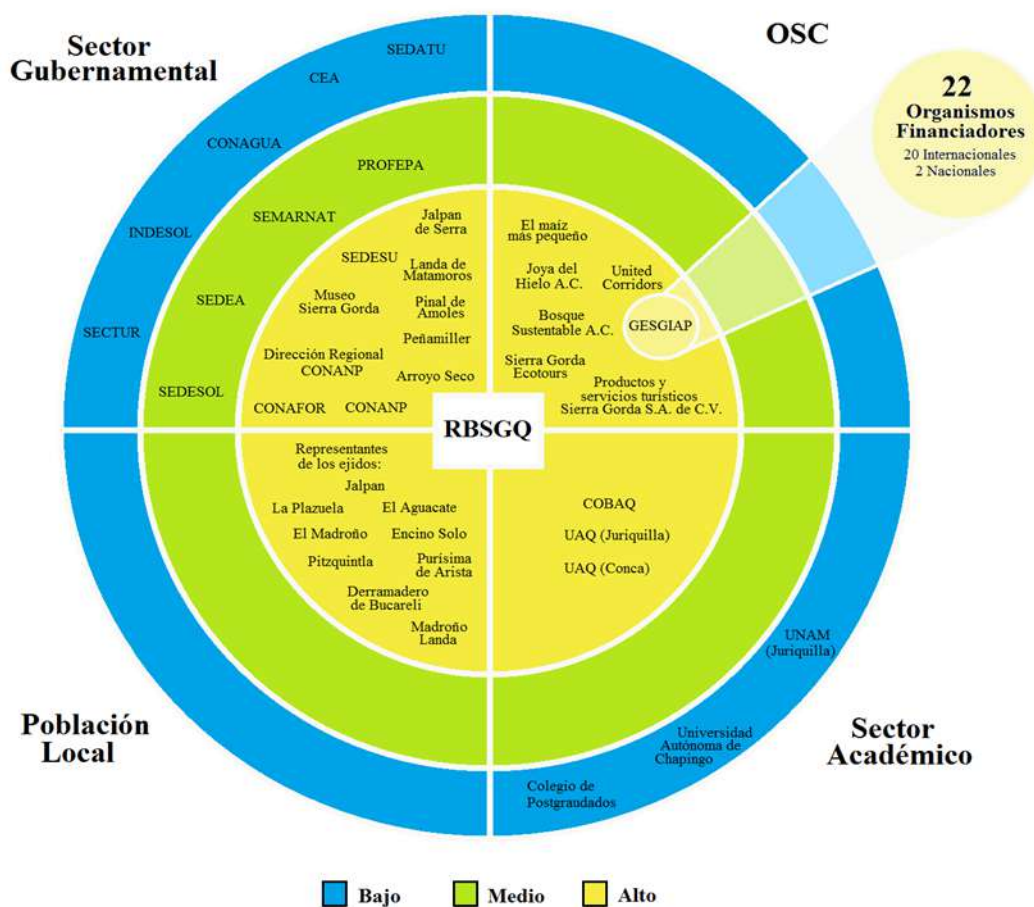 Sector
Gubernamental
SEDATU
CEA
CONAGUA
INDESOL
SECTUR
PROFEPA
SEMARNAT
SEDEA
SEDESOL
Jalpan
de Serra
SEDESU
Landa de
Matamoros
Museo
Sierra Gorda
Pinal de
Amoles
Peñamiller
Dirección Regional
CONANP
Arroyo Seco
CONAFOR
CONANP
OSC
22
Organismos
Financiadores
20 Internacionales
2 Nacionales
El maíz
más pequeño
Joya del
Hielo A.C.
United
Corridors
Bosque
Sustentable A.C.
GESGIAP
Sierra Gorda
Ecotours
Productos y
servicios turísticos
Sierra Gorda S.A. de C.V.
RBSGQ
Representantes
de los ejidos:
Jalpan
La Plazuela
El Aguacate
El Madroño
Encino Solo
Pitzquintla
Purísima
de Arista
Derramadero
de Bucareli
Madroño
Landa
Población
Local
COBAQ
UAQ (Juriquilla)
UAQ (Conca)
UNAM
(Juriquilla)
Universidad
Autónoma de
Chapingo
Colegio de
Postgraudados
Sector
Académico
Bajo
Medio
Alto